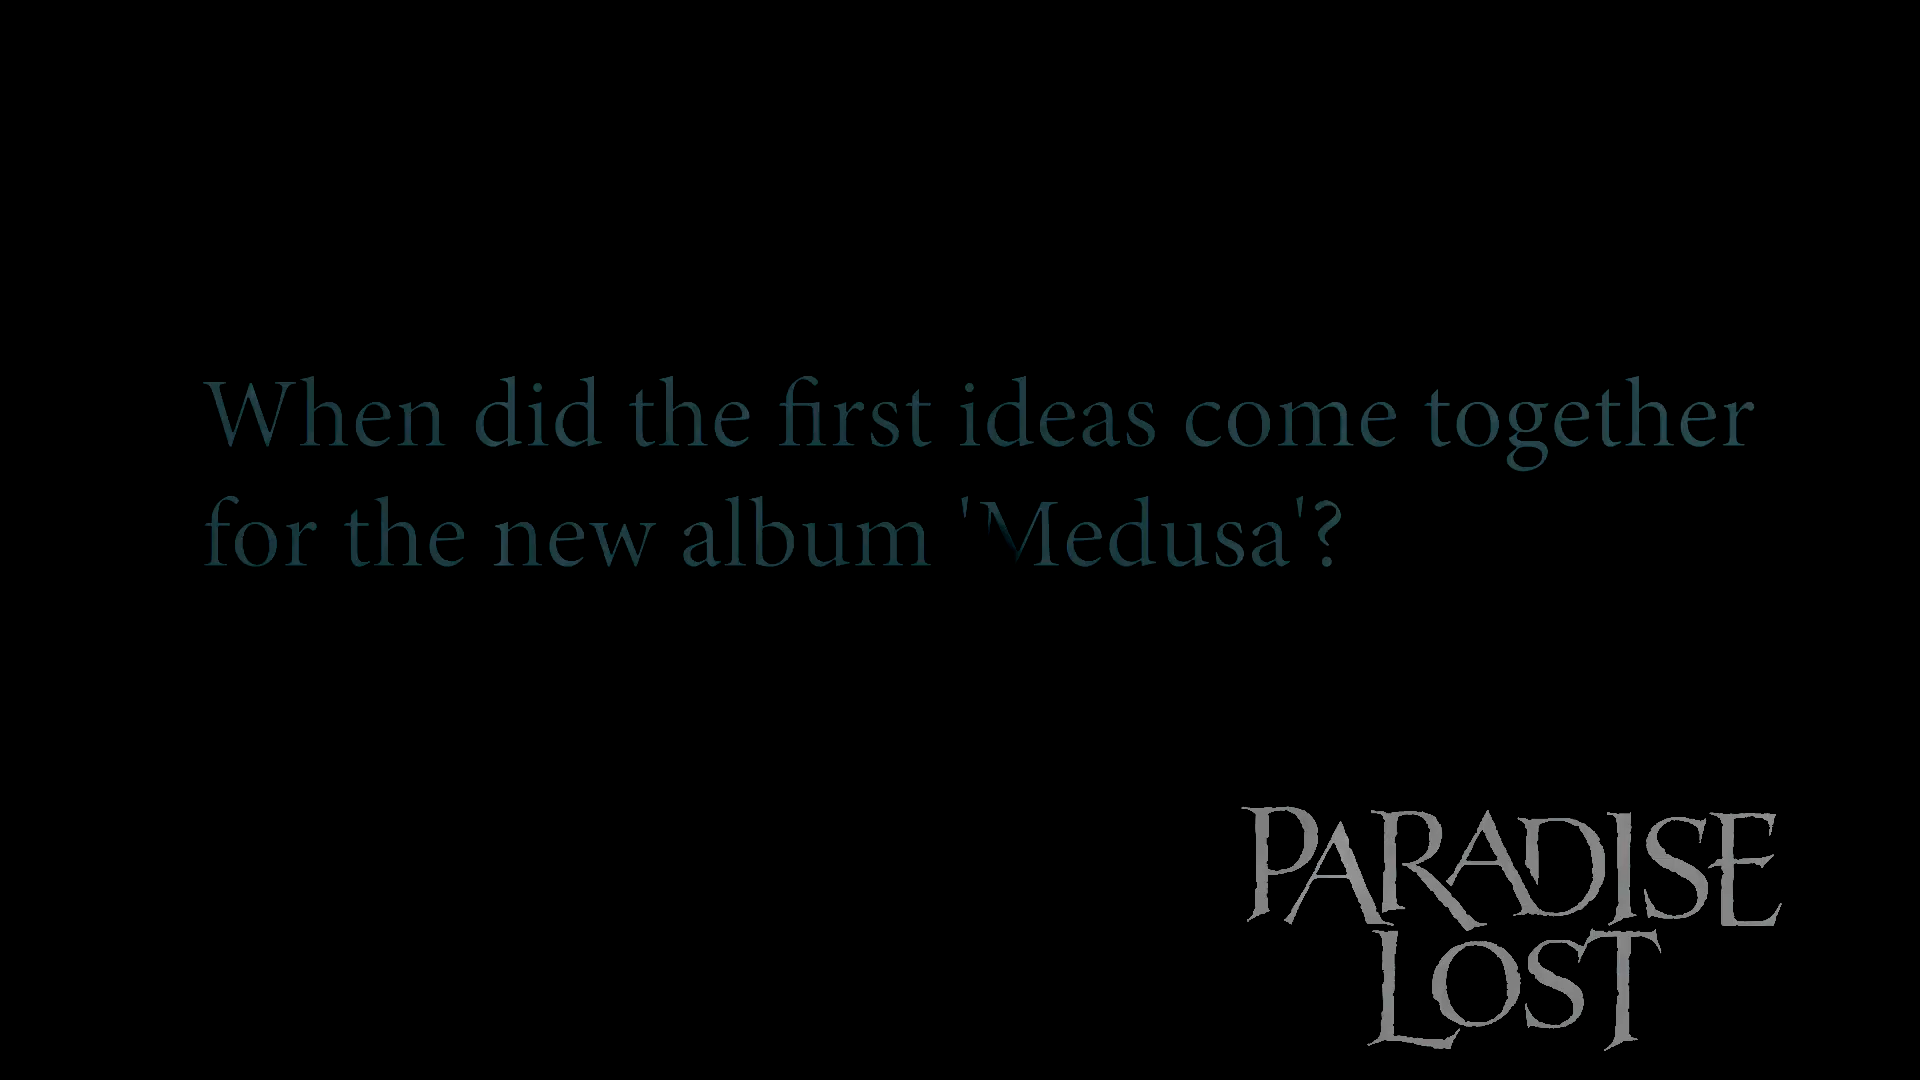 When did the first ideas come together
for the new album 'Medusa'?
PARADISE
LOST